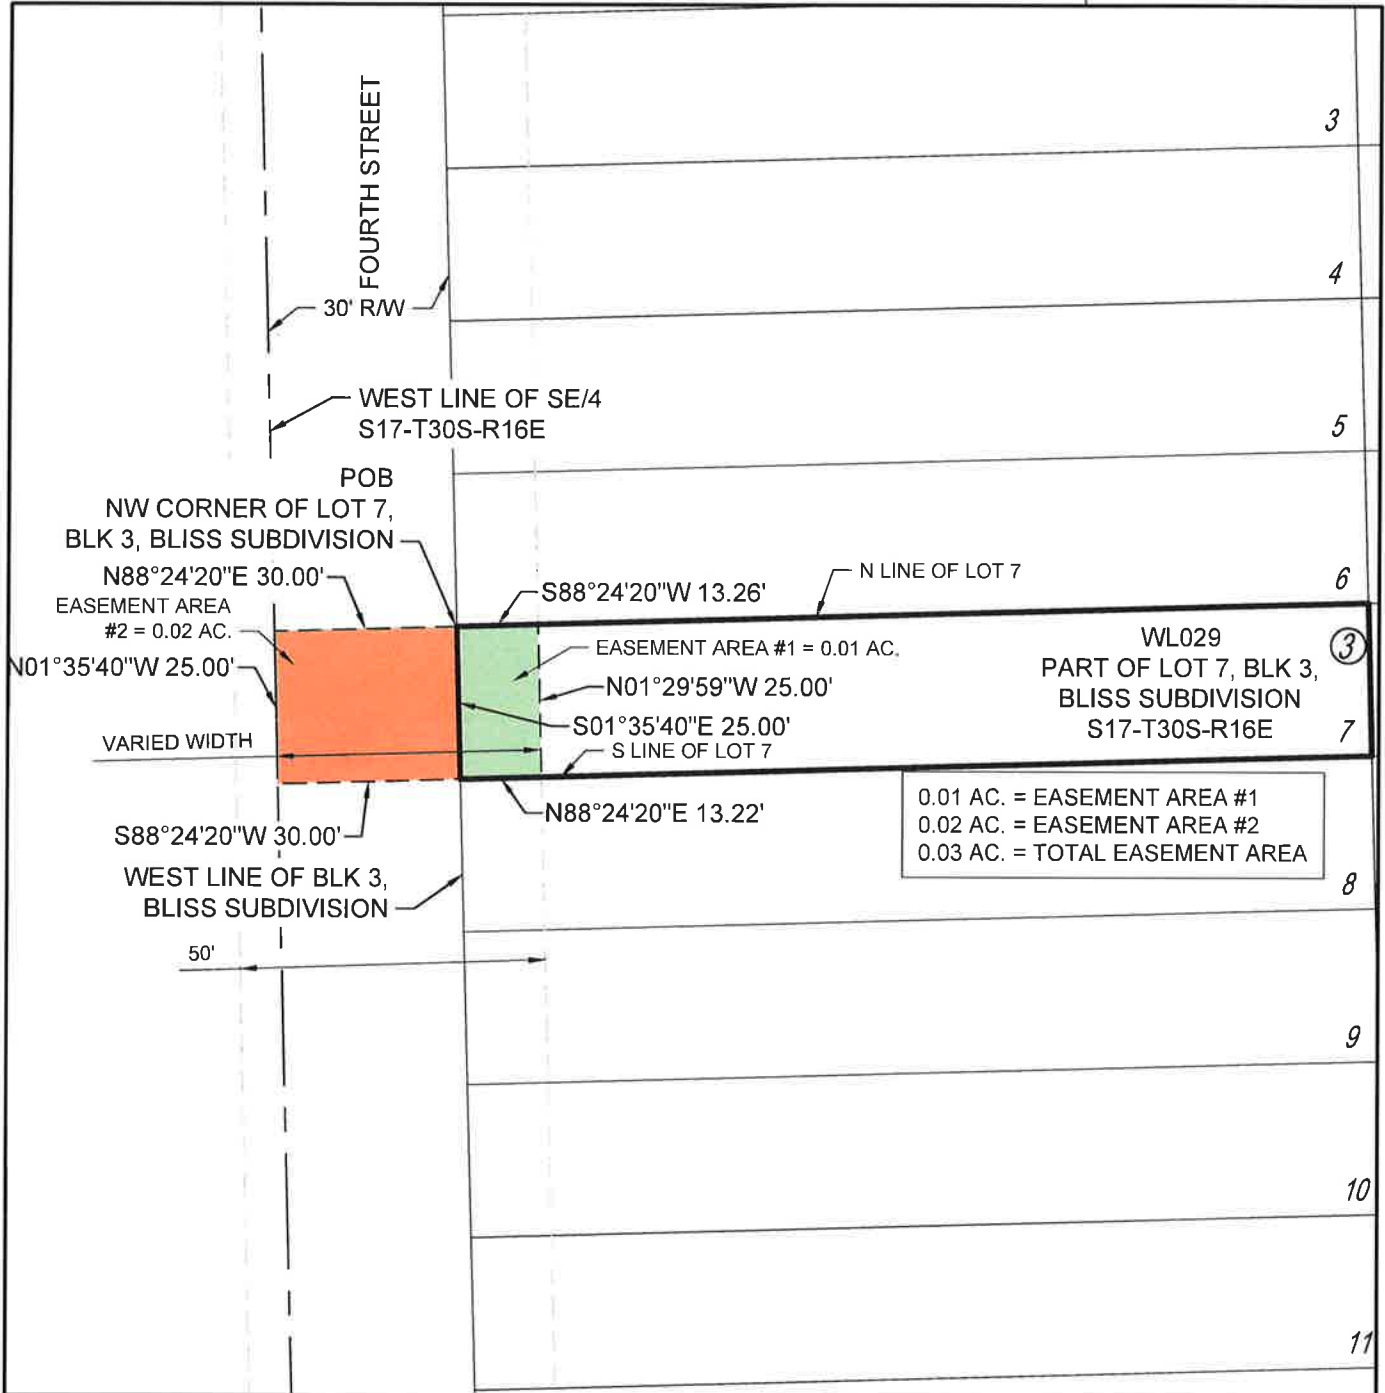 3
FOURTH STREET
4
30' R/W
WEST LINE OF SE/4
S17-T30S-R16E
5
POB
NW CORNER OF LOT 7,
BLK 3, BLISS SUBDIVISION
N88°24'20"E 30.00'
S88°24'20"W 13.26'
N LINE OF LOT 7
6
EASEMENT AREA
#2 = 0.02 AC.
N01°35'40"W 25.00'
EASEMENT AREA #1 = 0.01 AC.
N01°29'59"W 25.00'
S01°35'40"E 25.00'
S LINE OF LOT 7
WL029
PART OF LOT 7, BLK 3,
BLISS SUBDIVISION
S17-T30S-R16E
3
7
VARIED WIDTH
N88°24'20"E 13.22'
S88°24'20"W 30.00'
0.01 AC. = EASEMENT AREA #1
0.02 AC. = EASEMENT AREA #2
0.03 AC. = TOTAL EASEMENT AREA
WEST LINE OF BLK 3,
BLISS SUBDIVISION
8
50'
9
10
11